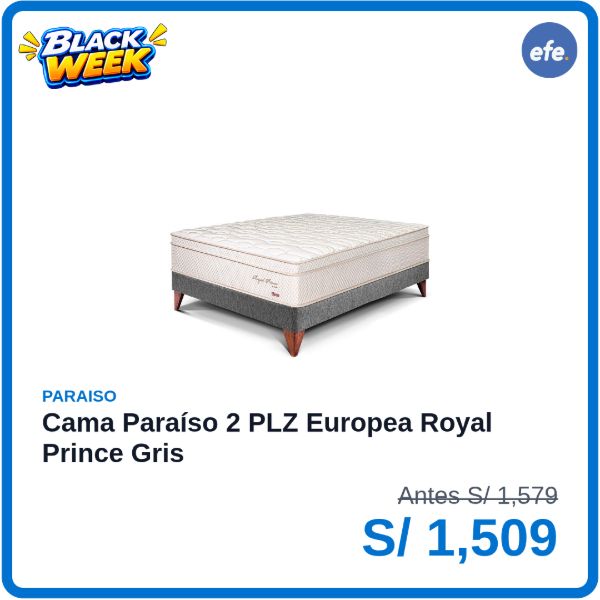 BLACK
WEEK
efe.
PARAISO
Cama Paraíso 2 PLZ Europea Royal
Prince Gris
Antes S/ 1,579
S/ 1,509